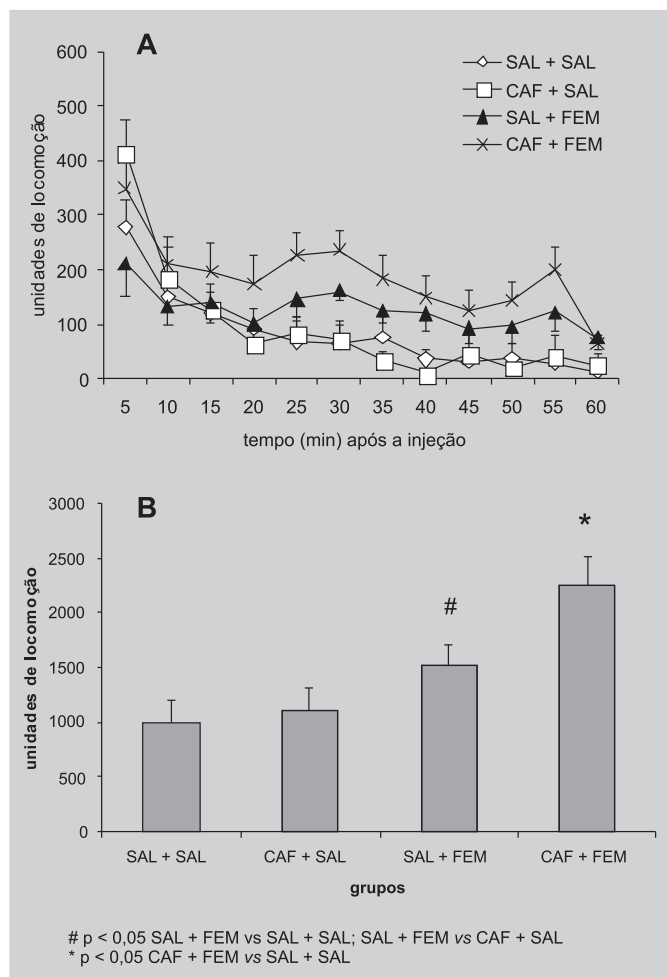 A
unidades de locomoção
600
500
400
300
200
100
0
SAL + SAL
CAF + SAL
SAL + FEM
CAF + FEM
5 10 15 20 25 30 35 40 45 50 55 60
tempo (min) após a injeção
B
unidades de locomoção
3000
2500
2000
1500
1000
500
0
#
*
SAL + SAL CAF + SAL SAL + FEM CAF + FEM
grupos
# p < 0,05 SAL + FEM vs SAL + SAL; SAL + FEM vs CAF + SAL
* p < 0,05 CAF + FEM vs SAL + SAL